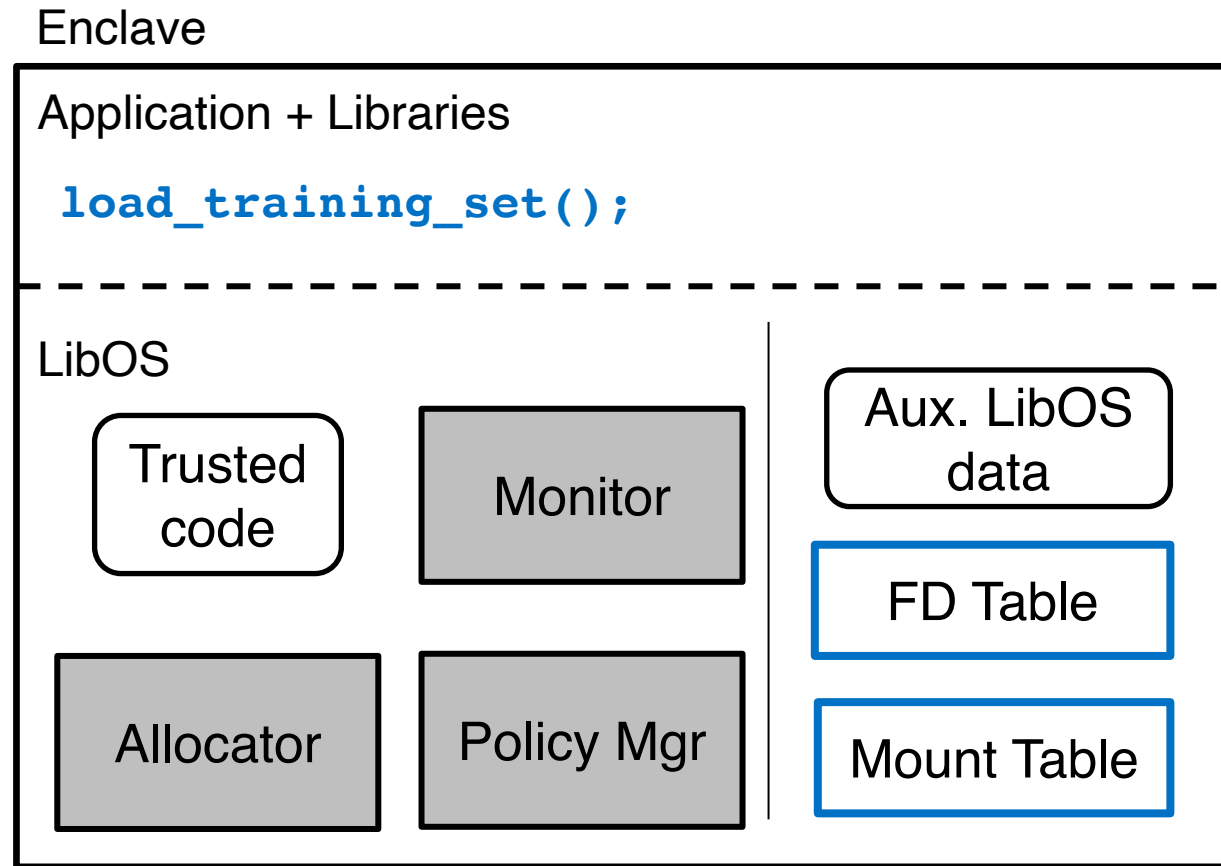 Enclave
Application + Libraries
load_training_set();
LibOS
Trusted
code
Monitor
Allocator
Policy Mgr
Aux. LibOS
data
FD Table
Mount Table